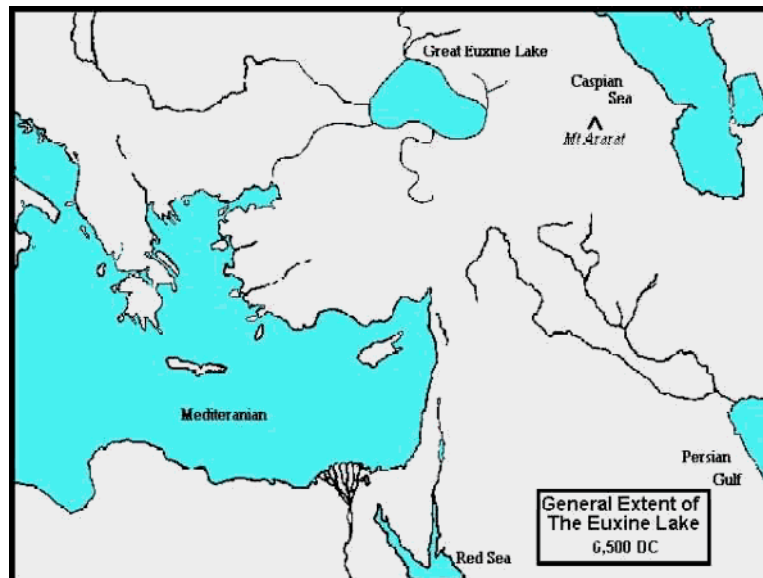 Great Euxine Lake
Caspian
Sea
Mt Ararat
Mediteranian
Persian
Gulf
Red Sea
General Extent of
The Euxine Lake
6,500 DC